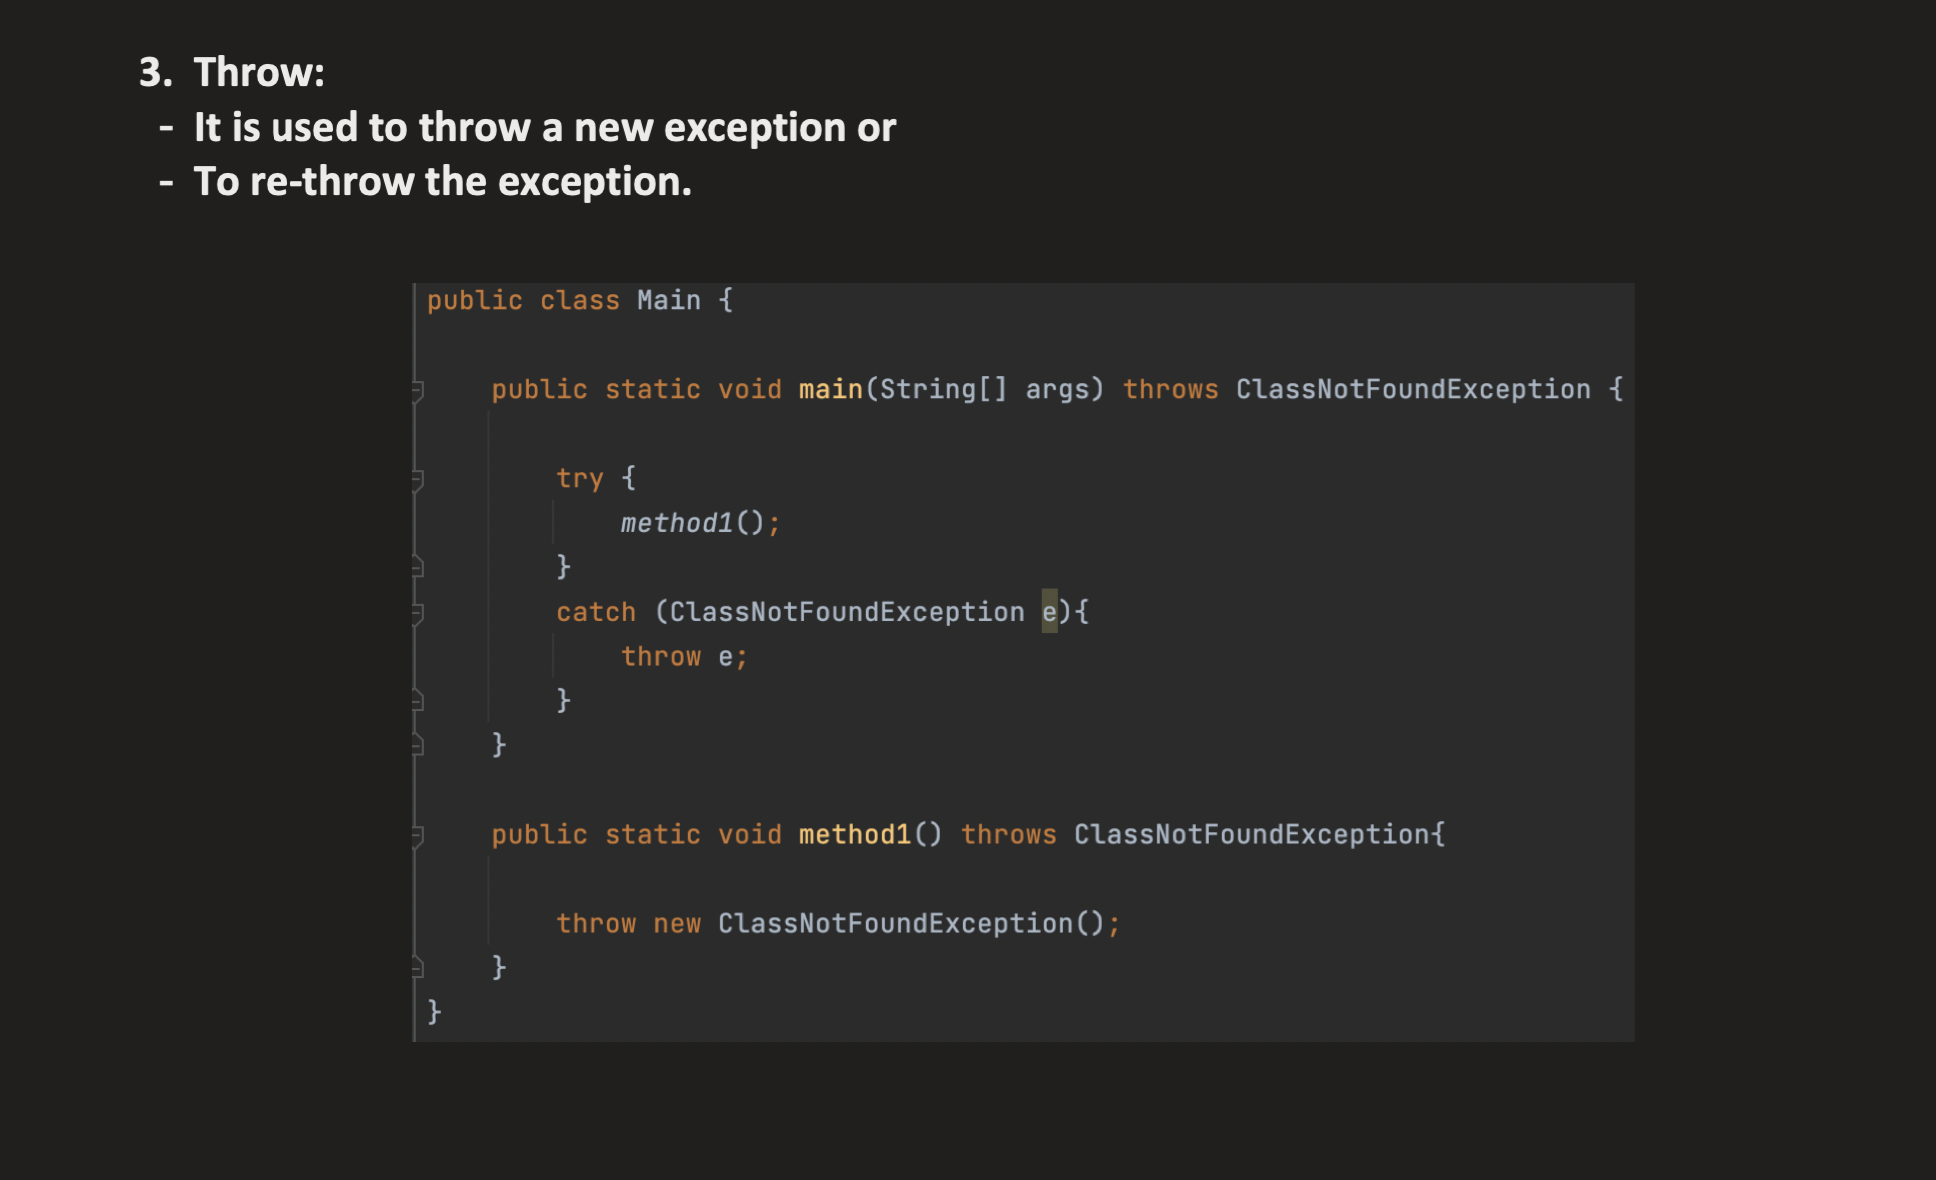 3. Throw:
- It is used to throw a new exception or
- To re-throw the exception.
public class Main {
public static void main(String[] args) throws ClassNotFoundException {
try {
method1();
}
catch (ClassNotFoundException e){
throw e;
}
}
public static void method1() throws ClassNotFoundException{
throw new ClassNotFoundException();
}
}